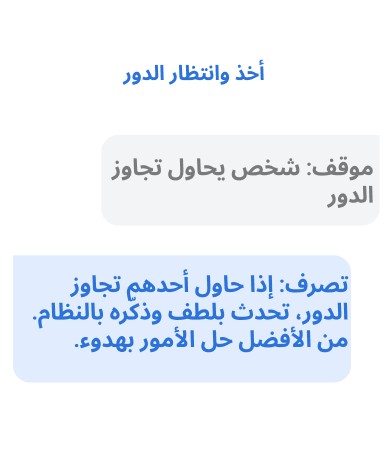 أخذ وانتظار الدور
موقف: شخص يحاول تجاوز
الدور
تصرف: إذا حاول أحدهم تجاوز
الدور، تحدث بلطف وذكّره بالنظام.
من الأفضل حل الأمور بهدوء.